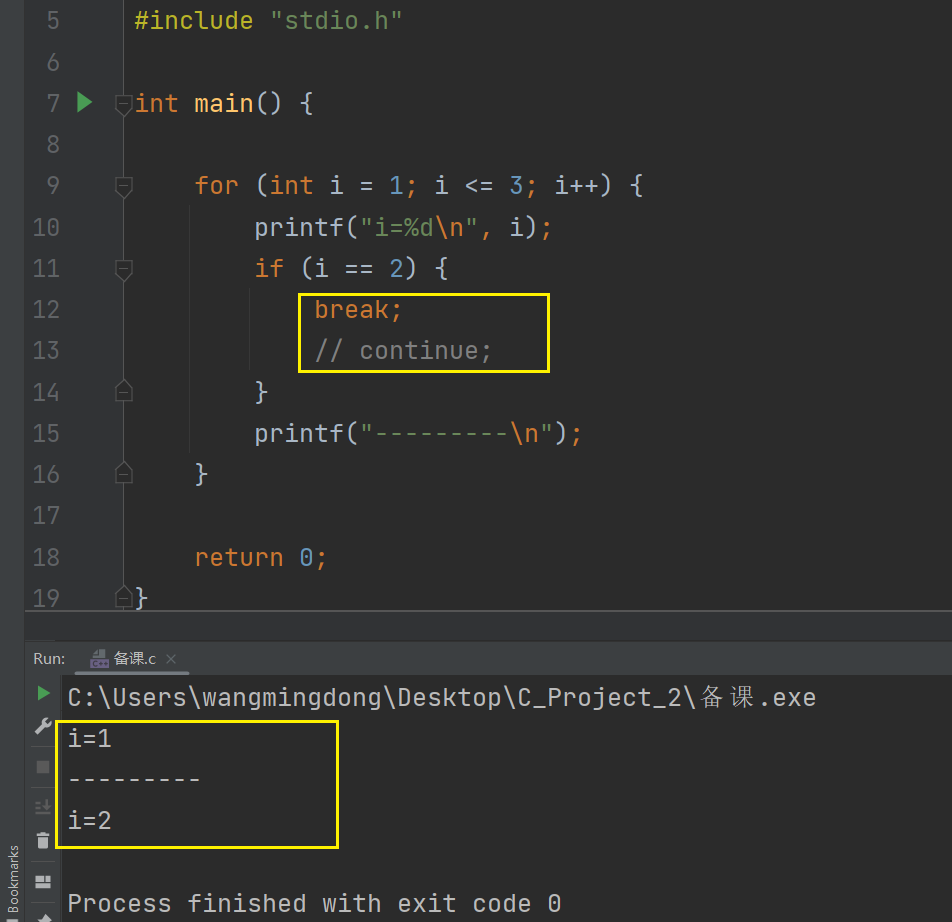 5 #include "stdio.h"
6
7 int main() {
8
9 for (int i = 1; i <= 3; i++) {
10 printf("i=%d\n", i);
11 if (i == 2) {
12 break;
13 // continue;
14 }
15 printf("---------\n");
16 }
17
18 return 0;
19 }
Run: 备课.c
C:\Users\wangmingdong\Desktop\C_Project_2\备课.exe
i=1
---------
i=2
Process finished with exit code 0
Bookmarks